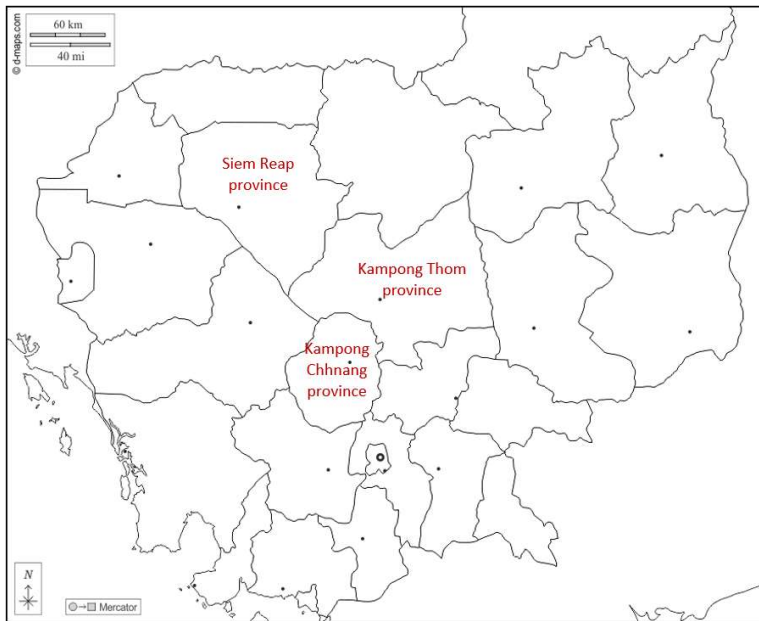 60 km
40 mi
© d-maps.com
Siem Reap
province
Kampong Thom
province
Kampong
Chhnang
province
N
Mercator